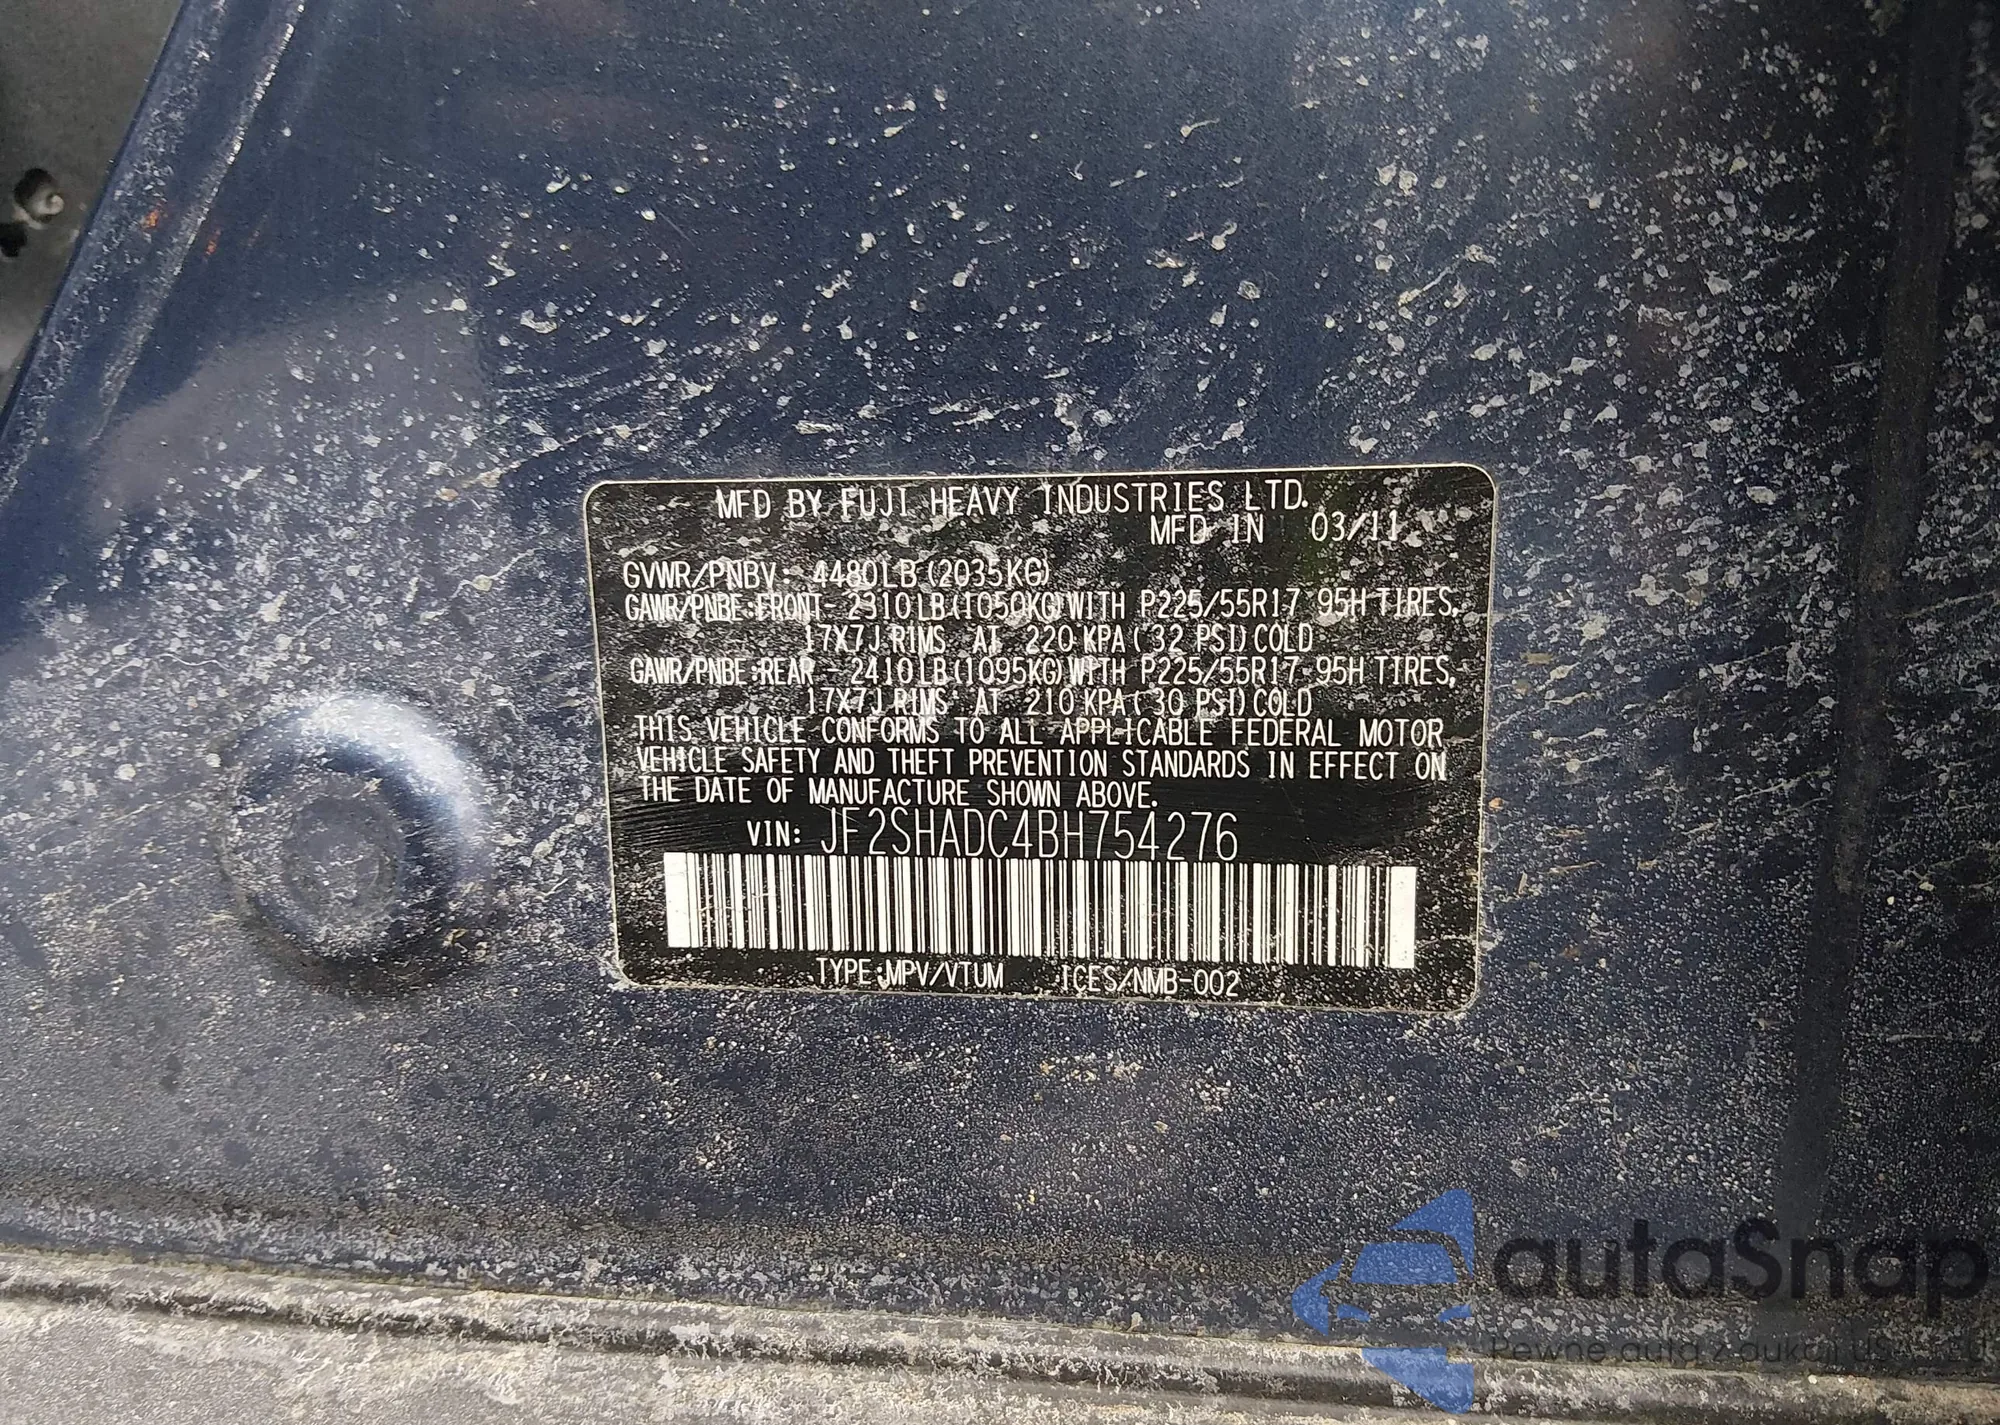 MFD BY FUJI HEAVY INDUSTRIES LTD.
MFD IN 03/11
GVWR/PNBV:- 4480LB (2035KG)
GAWR/PNBE:FRONT- 2310LB(1050KG)WITH P225/55R17 95H TIRES,
17X7J RIMS AT 220 KPA( 32 PSI)COLD
GAWR/PNBE:REAR - 2410LB(1095KG)WITH P225/55R17 95H TIRES,
17X7J RIMS AT 210 KPA( 30 PSI)COLD
THIS VEHICLE CONFORMS TO ALL APPLICABLE FEDERAL MOTOR
VEHICLE SAFETY AND THEFT PREVENTION STANDARDS IN EFFECT ON
THE DATE OF MANUFACTURE SHOWN ABOVE.
VIN: JF2SHADC4BH754276
TYPE:MPV/VTUM ICES/NMB-002
autaSnap
Pewne auta z aukcji